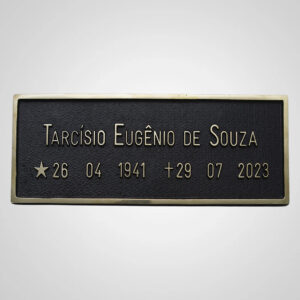 Tarcísio Eugênio de Souza
★26 04 1941 ✝29 07 2023